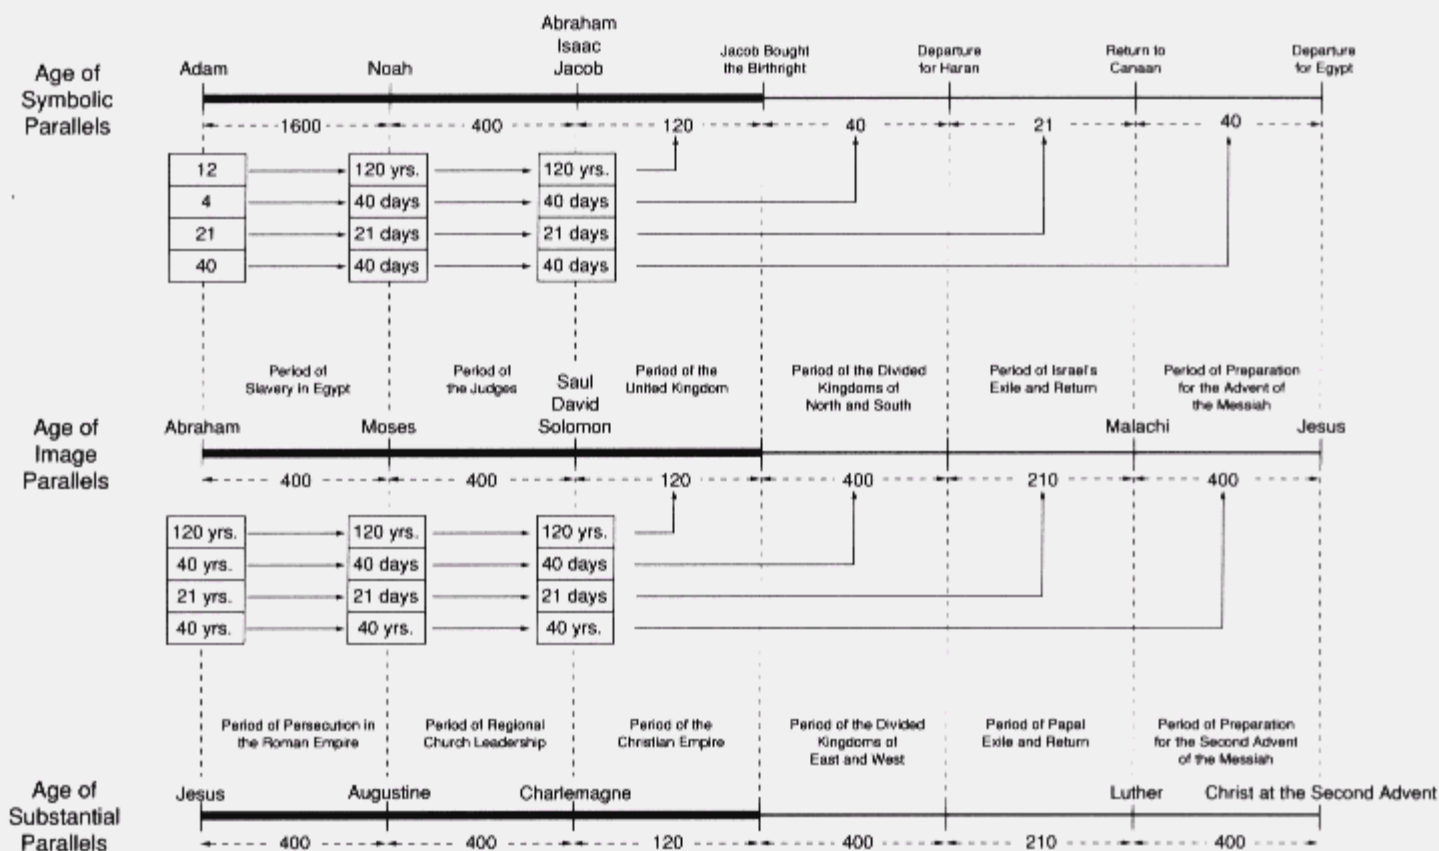 Age of
Symbolic
Parallels
Adam
Noah
Abraham
Isaac
Jacob
Jacob Bought
the Birthright
Departure
for Haran
Return to
Canaan
Departure
for Egypt
1600
400
120
40
21
40
12
120 yrs.
120 yrs.
4
40 days
40 days
21
21 days
21 days
40
40 days
40 days
Age of
Image
Parallels
Period of
Slavery in Egypt
Period of
the Judges
Period of the
United Kingdom
Period of the Divided
Kingdoms of
North and South
Period of Israel's
Exile and Return
Period of Preparation
for the Advent of
the Messiah
Abraham
Moses
Saul
David
Solomon
Malachi
Jesus
400
400
120
400
210
400
120 yrs.
120 yrs.
120 yrs.
40 yrs.
40 days
40 days
21 yrs.
21 days
21 days
40 yrs.
40 yrs.
40 yrs.
Age of
Substantial
Parallels
Period of Persecution in
the Roman Empire
Period of Regional
Church Leadership
Period of the
Christian Empire
Period of the Divided
Kingdoms of
East and West
Period of Papal
Exile and Return
Period of Preparation
for the Second Advent
of the Messiah
Jesus
Augustine
Charlemagne
Luther
Christ at the Second Advent
400
400
120
400
210
400